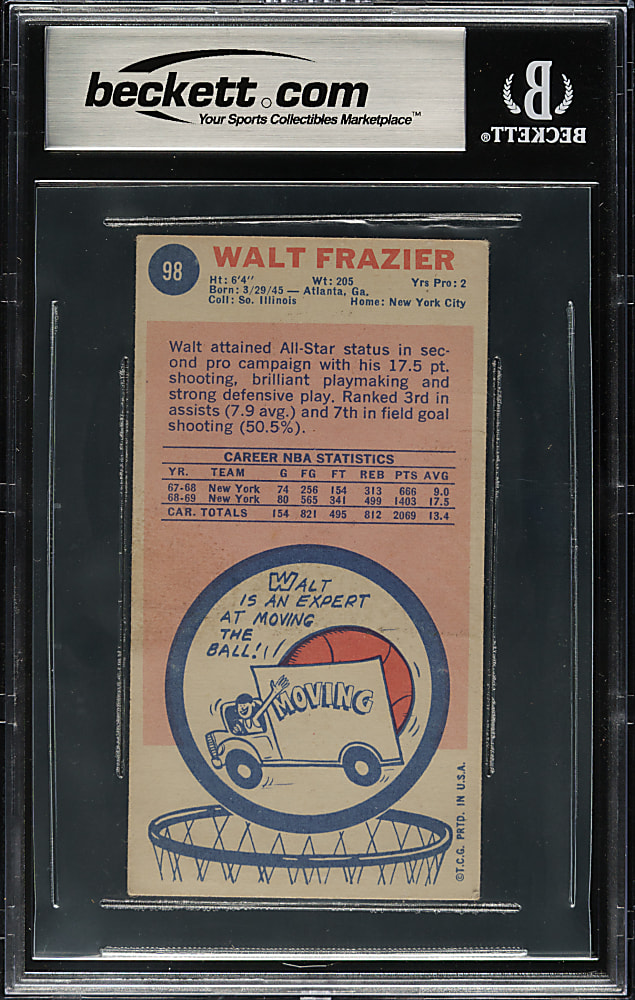 beckett.com
Your Sports Collectibles Marketplace™
B
BECKETT®
98
WALT FRAZIER
Ht: 6'4" Wt: 205 Yrs Pro: 2
Born: 3/29/45 — Atlanta, Ga.
Coll: So. Illinois Home: New York City
Walt attained All-Star status in sec-
ond pro campaign with his 17.5 pt.
shooting, brilliant playmaking and
strong defensive play. Ranked 3rd in
assists (7.9 avg.) and 7th in field goal
shooting (50.5%).
CAREER NBA STATISTICS
YR. TEAM G FG FT REB PTS AVG
67-68 New York 74 256 154 313 666 9.0
68-69 New York 80 565 341 499 1403 17.5
CAR. TOTALS 154 821 495 812 2069 13.4
WALT
IS AN EXPERT
AT MOVING
THE
BALL!!!
MOVING
©T.C.G. PRTD. IN U.S.A.